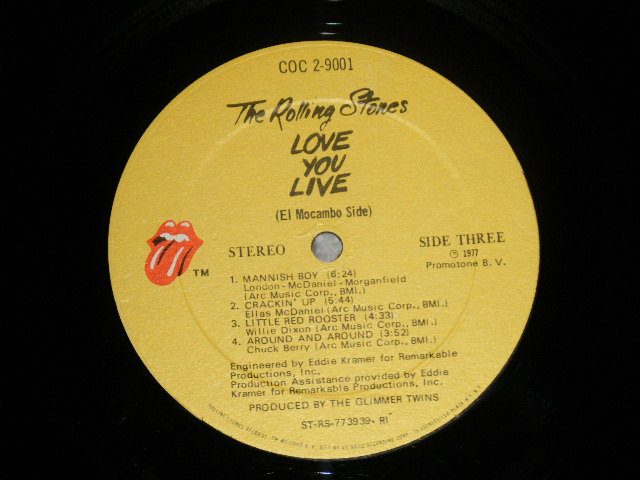 COC 2-9001
The Rolling Stones
LOVE
YOU
LIVE
(El Mocambo Side)
STEREO
SIDE THREE
Ⓟ 1977
Promotone B. V.
TM
1. MANNISH BOY (6:24)
London-McDaniel-Morganfield
(Arc Music Corp., BMI.)
2. CRACKIN' UP (5:44)
Ellas McDaniel (Arc Music Corp., BMI.)
3. LITTLE RED ROOSTER (4:33)
Willie Dixon (Arc Music Corp., BMI.)
4. AROUND AND AROUND (3:52)
Chuck Berry (Arc Music Corp., BMI.)
Engineered by Eddie Kramer for Remarkable
Productions, Inc.
Production Assistance provided by Eddie
Kramer for Remarkable Productions, Inc.
PRODUCED BY THE GLIMMER TWINS
ST-RS-773939-RI
ROLLING STONES RECORDS,